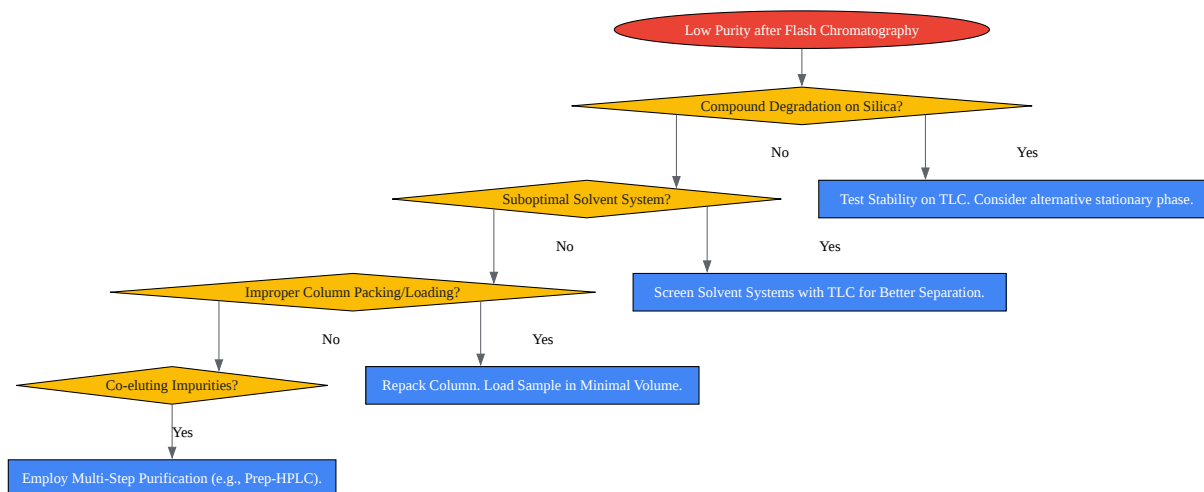 Low Purity after Flash Chromatography
Compound Degradation on Silica?
No
Yes
Suboptimal Solvent System?
Test Stability on TLC. Consider alternative stationary phase.
No
Yes
Improper Column Packing/Loading?
Screen Solvent Systems with TLC for Better Separation.
No
Yes
Co-eluting Impurities?
Repack Column. Load Sample in Minimal Volume.
Yes
Employ Multi-Step Purification (e.g., Prep-HPLC).